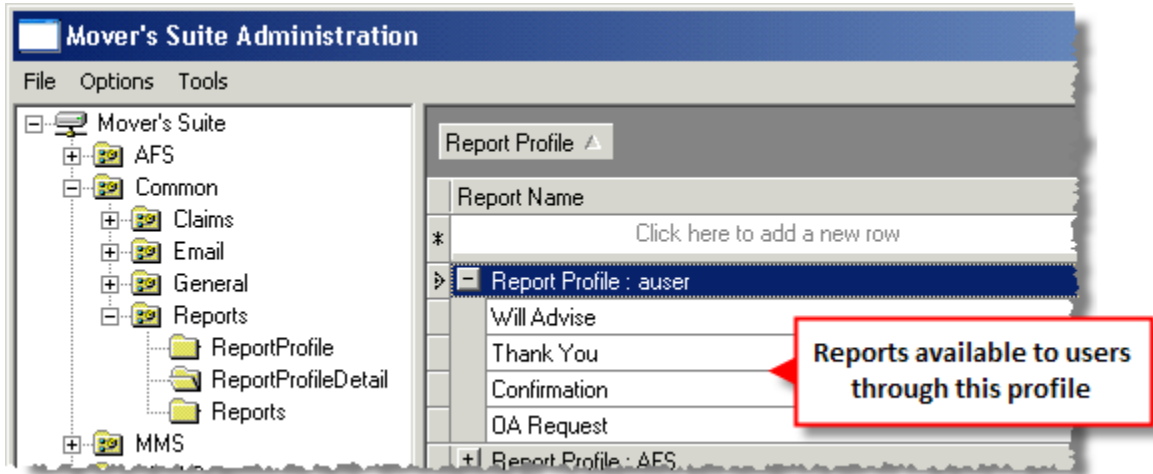 Mover's Suite Administration
File Options Tools
Mover's Suite
AFS
Common
Claims
Email
General
Reports
ReportProfile
ReportProfileDetail
Reports
MMS
Report Profile
Report Name
Click here to add a new row
Report Profile : auser
Will Advise
Thank You
Confirmation
OA Request
Report Profile : AFS
Reports available to users
through this profile